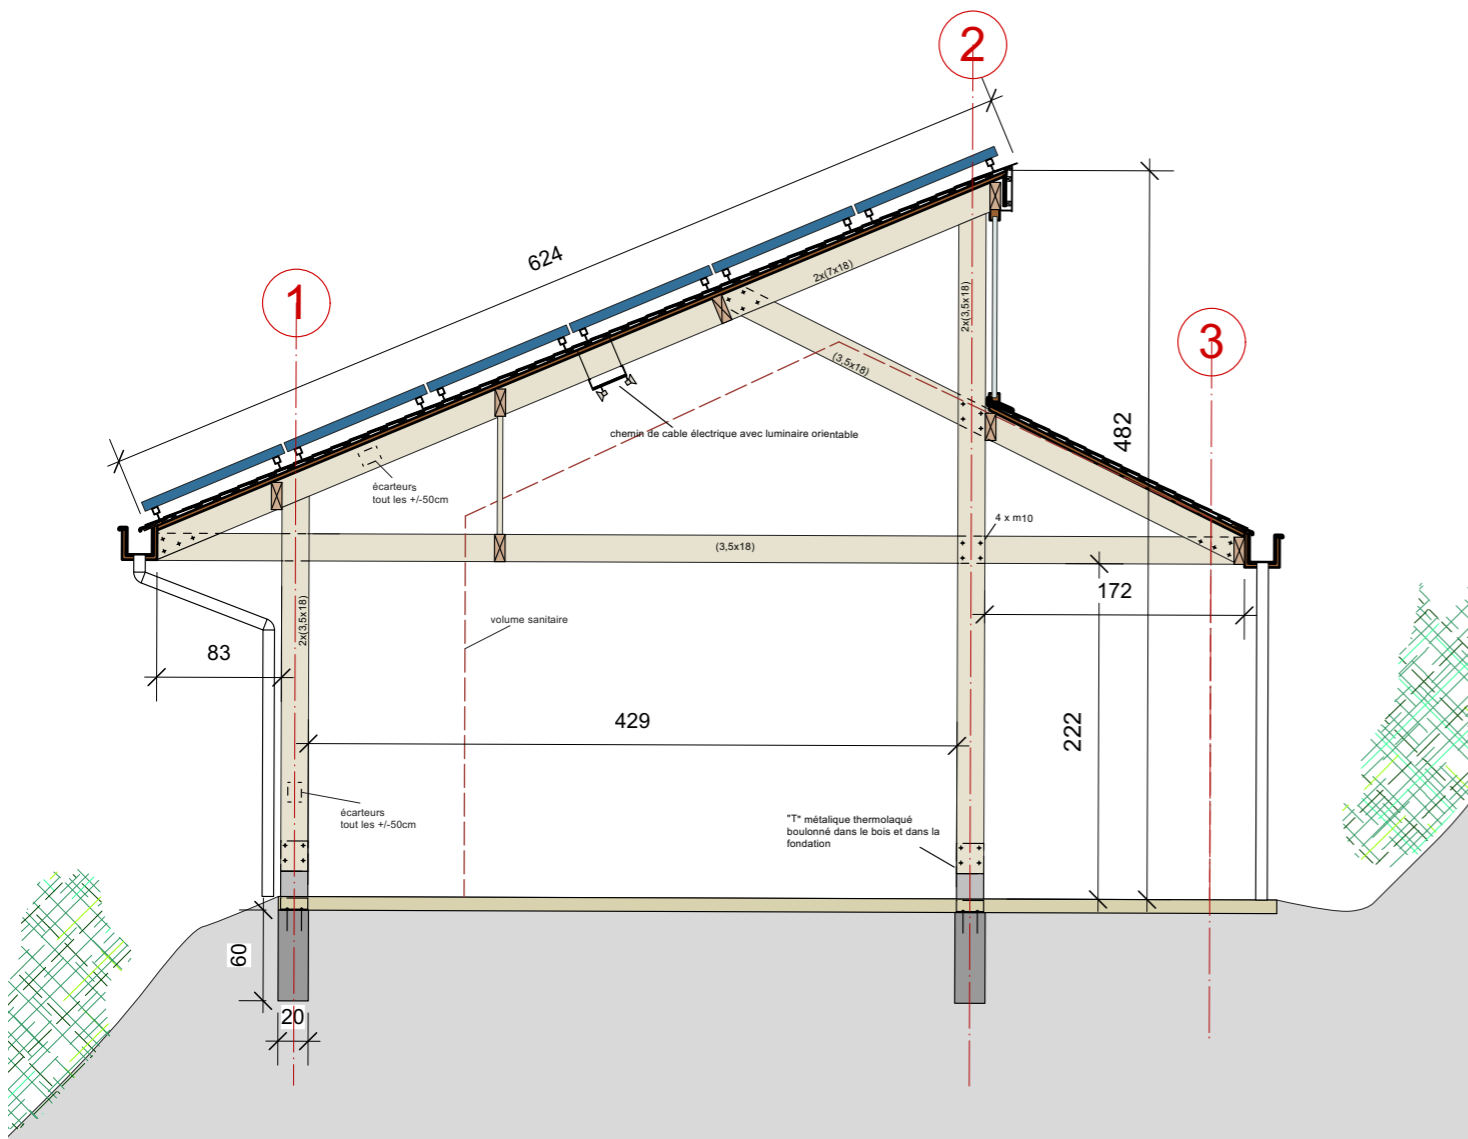 2
1
3
624
2x(7x18)
2x(3,5x18)
(3,5x18)
482
chemin de cable électrique avec luminaire orientable
écarteurs
tout les +/-50cm
4 x m10
(3,5x18)
172
2x(3,5x18)
volume sanitaire
83
429
222
écarteurs
tout les +/-50cm
"T" métalique thermolaqué
boulonné dans le bois et dans la
fondation
60
20